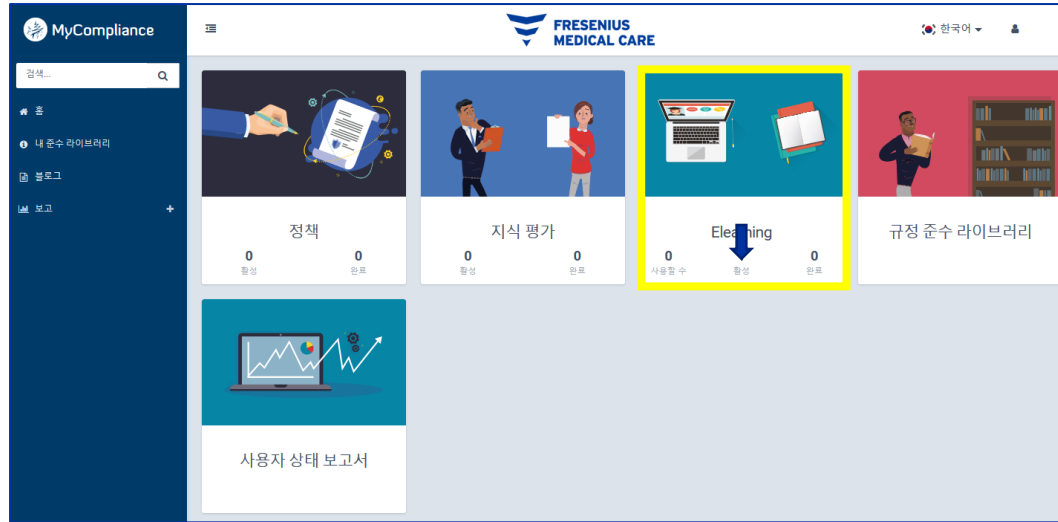 MyCompliance
FRESENIUS
MEDICAL CARE
한국어
검색...
홈
내 준수 라이브러리
블로그
보고 +
정책
0 0
활성 완료
지식 평가
0 0
활성 완료
Elearning
0 0
사용할 수 활성 완료
규정 준수 라이브러리
사용자 상태 보고서